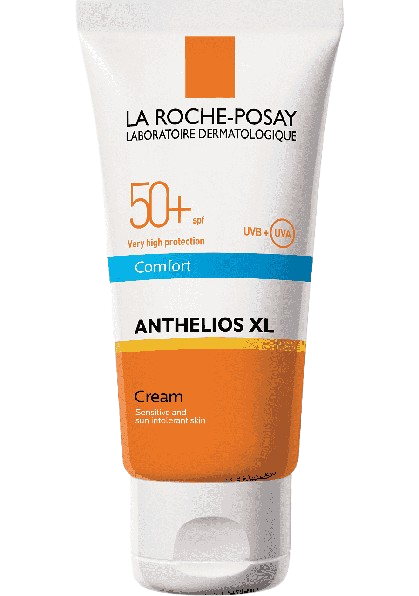 LA ROCHE-POSAY
LABORATOIRE DERMATOLOGIQUE
50+ spf
UVB + UVA
Very high protection
Comfort
ANTHELIOS XL
Cream
Sensitive and
sun intolerant skin